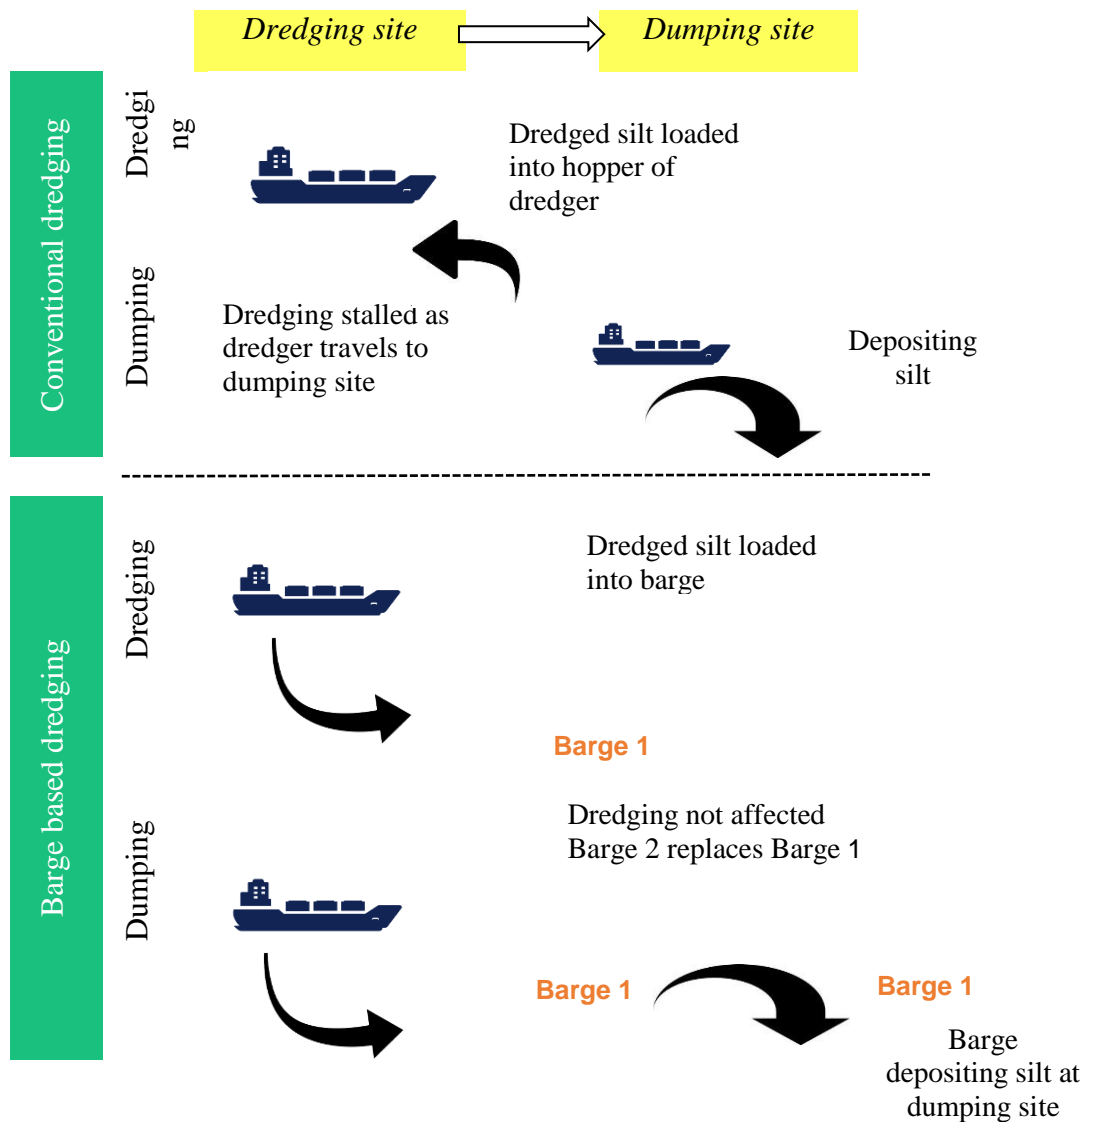 Dredging site
Dumping site
Conventional dredging
Dredgi
ng
Dredged silt loaded
into hopper of
dredger
Dumping
Dredging stalled as
dredger travels to
dumping site
Depositing
silt
Barge based dredging
Dredging
Dredged silt loaded
into barge
Barge 1
Dumping
Dredging not affected
Barge 2 replaces Barge 1
Barge 1
Barge 1
Barge
depositing silt at
dumping site